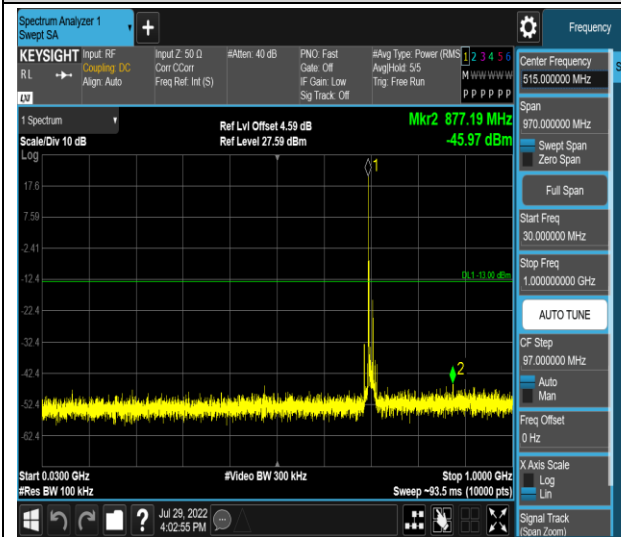 Spectrum Analyzer 1
Swept SA
+
Frequency
KEYSIGHT
RL
LXI
Input: RF
Coupling: DC
Align: Auto
Input Z: 50 Ω
Corr CCorr
Freq Ref: Int (S)
#Atten: 40 dB
PNO: Fast
Gate: Off
IF Gain: Low
Sig Track: Off
#Avg Type: Power (RMS
Avg|Hold: 5/5
Trig: Free Run
1 2 3 4 5 6
M W W W W W
P P P P P P
1 Spectrum
Scale/Div 10 dB
Log
Ref Lvl Offset 4.59 dB
Ref Level 27.59 dBm
Mkr2 877.19 MHz
-45.97 dBm
1
17.6
7.59
-2.41
-12.4
DL1 -13.00 dBm
-22.4
-32.4
-42.4
2
-52.4
-62.4
Start 0.0300 GHz
#Res BW 100 kHz
#Video BW 300 kHz
Stop 1.0000 GHz
Sweep ~93.5 ms (10000 pts)
?
Jul 29, 2022
4:02:55 PM
Center Frequency
515.000000 MHz
S
Span
970.000000 MHz
Swept Span
Zero Span
Full Span
Start Freq
30.000000 MHz
Stop Freq
1.000000000 GHz
AUTO TUNE
CF Step
97.000000 MHz
Auto
Man
Freq Offset
0 Hz
X Axis Scale
Log
Lin
Signal Track
(Span Zoom)